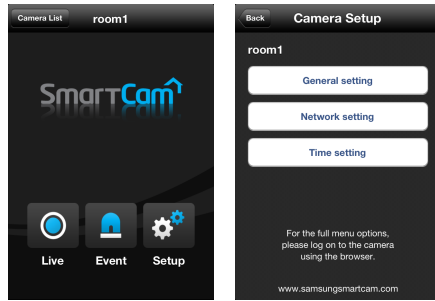 Camera List
room1
SmartCam
Live
Event
Setup
Back
Camera Setup
room1
General setting
Network setting
Time setting
For the full menu options,
please log on to the camera
using the browser.
www.samsungsmartcam.com